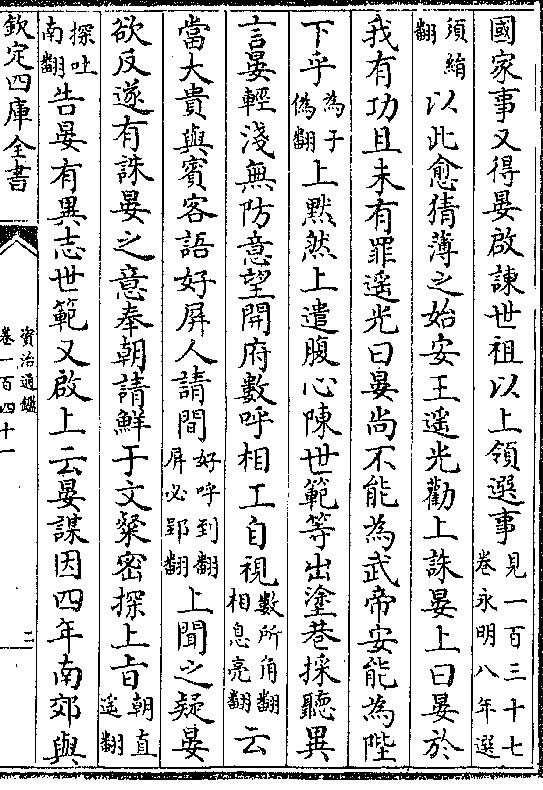 國家事又得晏啟諫世祖以上領選事見一百三十七卷永明八年選
須絹翻以此愈猜薄之始安王遥光勸上誅晏上曰晏於
我有功且未有罪遥光曰晏尚不能為武帝安能為陛
下乎為子偽翻上默然上遣腹心陳世範等出塗巷採聽異
言晏輕淺無防意望開府數呼相工自視數所角翻相息亮翻云
當大貴與賓客語好屏人請間好呼到翻屏必郢翻上聞之疑晏
欲反遂有誅晏之意奉朝請鮮于文粲密探上㫖朝直遥翻
探吐南翻告晏有異志世範又啟上云晏謀因四年南郊與
欽定四庫全書
資治通鑑
卷一百四十一
二